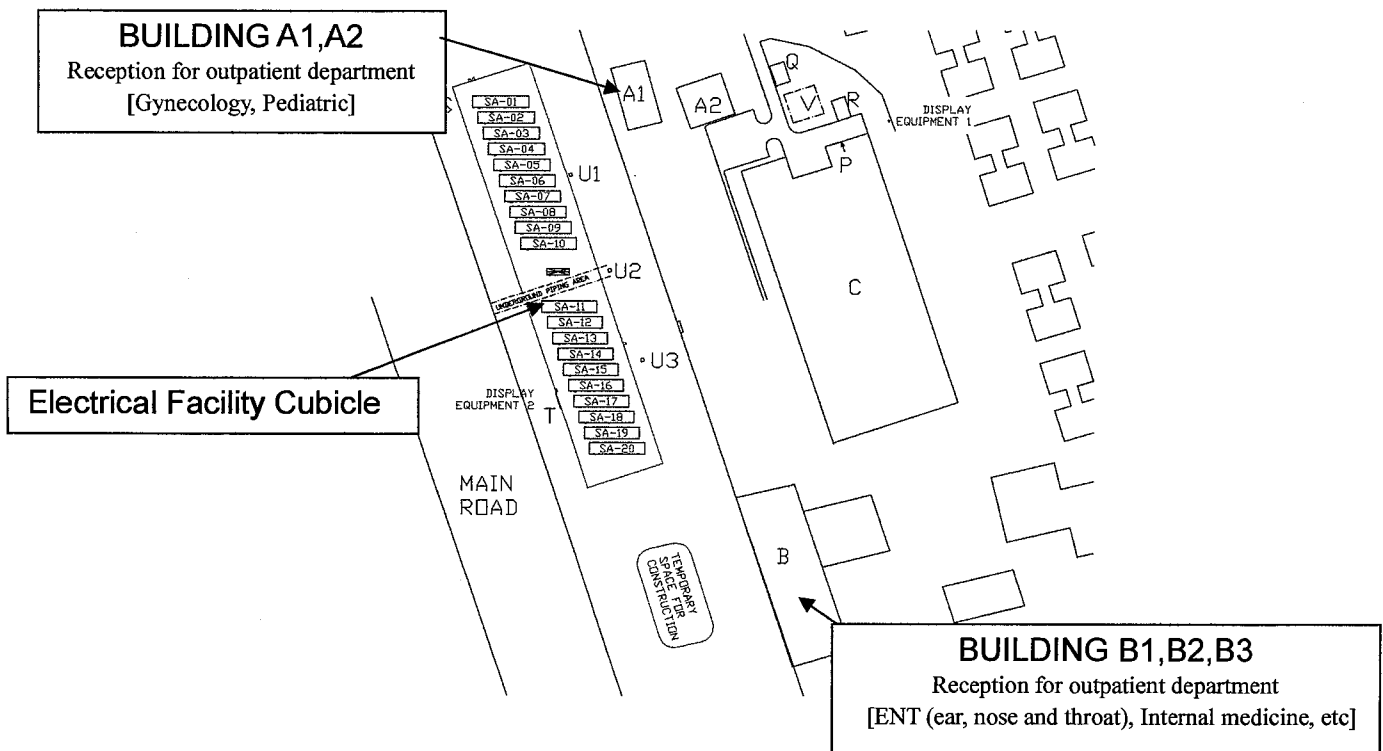 BUILDING A1,A2
Reception for outpatient department
[Gynecology, Pediatric]
A1
A2
Q
V
R
P
DISPLAY
EQUIPMENT 1
SA-01
SA-02
SA-03
SA-04
SA-05
SA-06
SA-07
SA-08
SA-09
SA-10
U1
U2
UNDERGROUND PIPING AREA
SA-11
SA-12
SA-13
SA-14
SA-15
SA-16
SA-17
SA-18
SA-19
SA-20
U3
C
Electrical Facility Cubicle
DISPLAY
EQUIPMENT 2
T
MAIN
ROAD
TEMPORARY
SPACE FOR
CONSTRUCTION
B
BUILDING B1,B2,B3
Reception for outpatient department
[ENT (ear, nose and throat), Internal medicine, etc]